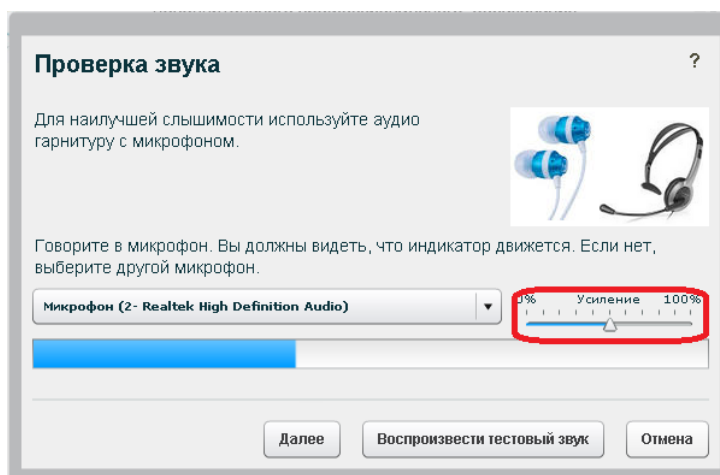 Проверка звука
?
Для наилучшей слышимости используйте аудио
гарнитуру с микрофоном.
Говорите в микрофон. Вы должны видеть, что индикатор движется. Если нет,
выберите другой микрофон.
Микрофон (2- Realtek High Definition Audio)
0% Усиление 100%
Далее
Воспроизвести тестовый звук
Отмена